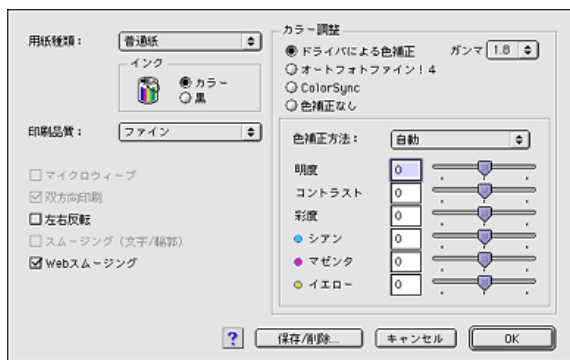 用紙種類： 普通紙
インク
カラー
黒
印刷品質： ファイン
マイクロウィーブ
双方向印刷
左右反転
スムージング（文字/輪郭）
Webスムージング
カラー調整
ドライバによる色補正 ガンマ 1.8
オートフォトファイン！4
ColorSync
色補正なし
色補正方法： 自動
明度 0
コントラスト 0
彩度 0
シアン 0
マゼンタ 0
イエロー 0
? 保存/削除... キャンセル OK